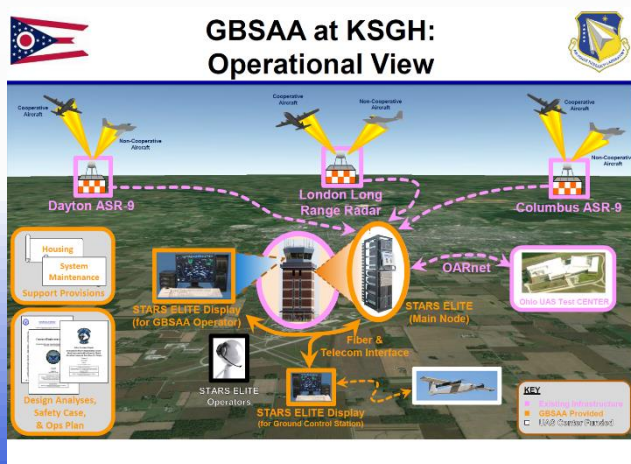 GBSAA at KSGH:
Operational View
Cooperative
Aircraft
Non-Cooperative
Aircraft
Cooperative
Aircraft
Non-Cooperative
Aircraft
Cooperative
Aircraft
Non-Cooperative
Aircraft
Dayton ASR-9
London Long
Range Radar
Columbus ASR-9
Housing
System
Maintenance
Support Provisions
STARS ELITE Display
(for GBSAA Operator)
STARS ELITE
(Main Node)
OARnet
Ohio UAS Test CENTER
Fiber &
Telecom Interface
Design Analyses,
Safety Case,
& Ops Plan
STARS ELITE
Operators
STARS ELITE Display
(for Ground Control Station)
KEY
Existing Infrastructure
GBSAA Provided
UAS Center Funded